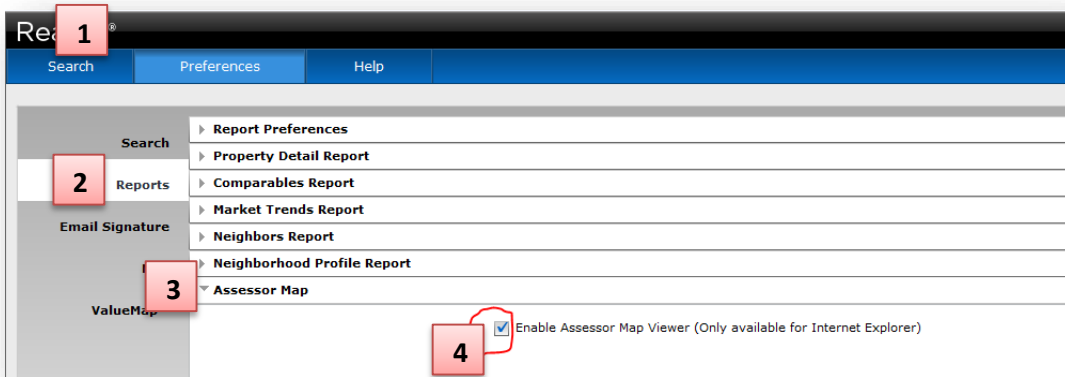 Rea ®
1
Search Preferences Help
Search
2 Reports
Email Signature
ValueMap
Report Preferences
Property Detail Report
Comparables Report
Market Trends Report
Neighbors Report
Neighborhood Profile Report
3 Assessor Map
4 Enable Assessor Map Viewer (Only available for Internet Explorer)